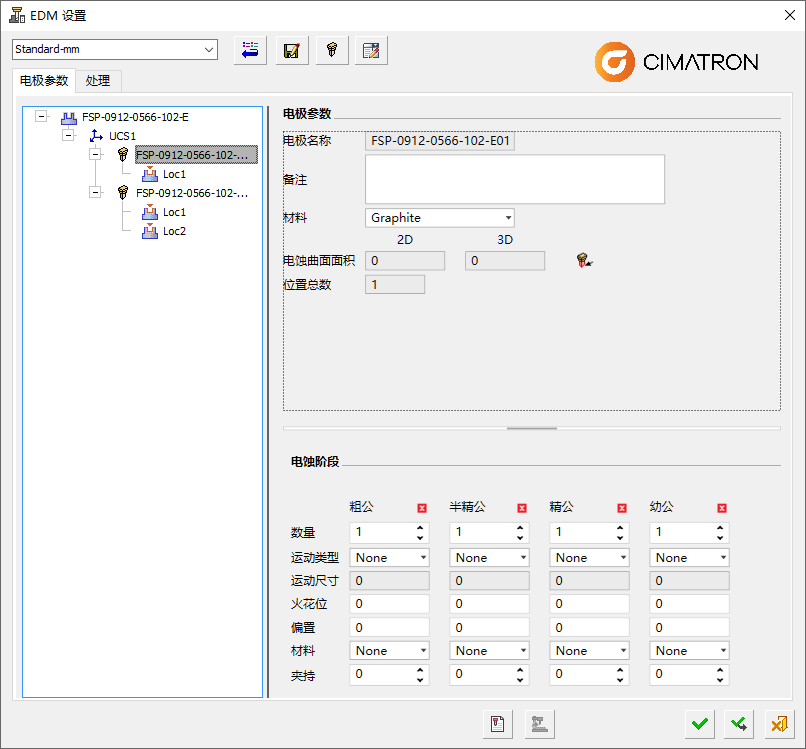 EDM 设置
Standard-mm
CIMATRON
电极参数 处理
FSP-0912-0566-102-E
UCS1
FSP-0912-0566-102-...
Loc1
FSP-0912-0566-102-...
Loc1
Loc2
电极参数
电极名称 FSP-0912-0566-102-E01
备注
材料 Graphite
2D 3D
电蚀曲面面积 0 0
位置总数 1
电蚀阶段
粗公 半精公 精公 幼公
数量 1 1 1 1
运动类型 None None None None
运动尺寸 0 0 0 0
火花位 0 0 0 0
偏置 0 0 0 0
材料 None None None None
夹持 0 0 0 0